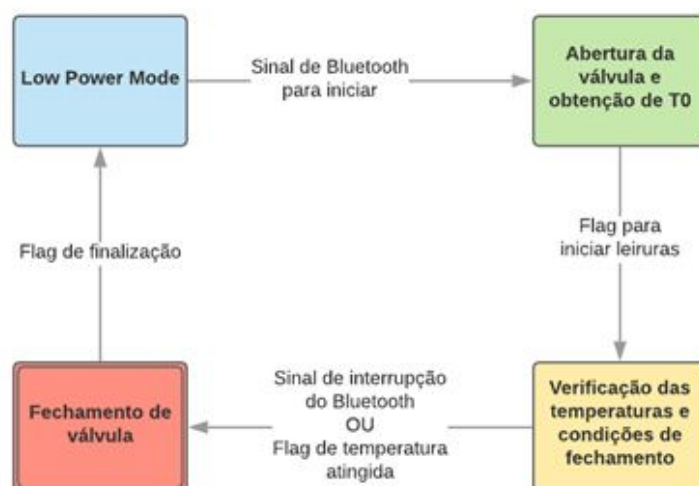 Low Power Mode
Sinal de Bluetooth
para iniciar
Abertura da
válvula e
obtenção de T0
Flag para
iniciar leiruras
Flag de finalização
Fechamento de
válvula
Sinal de interrupção
do Bluetooth
OU
Flag de temperatura
atingida
Verificação das
temperaturas e
condições de
fechamento